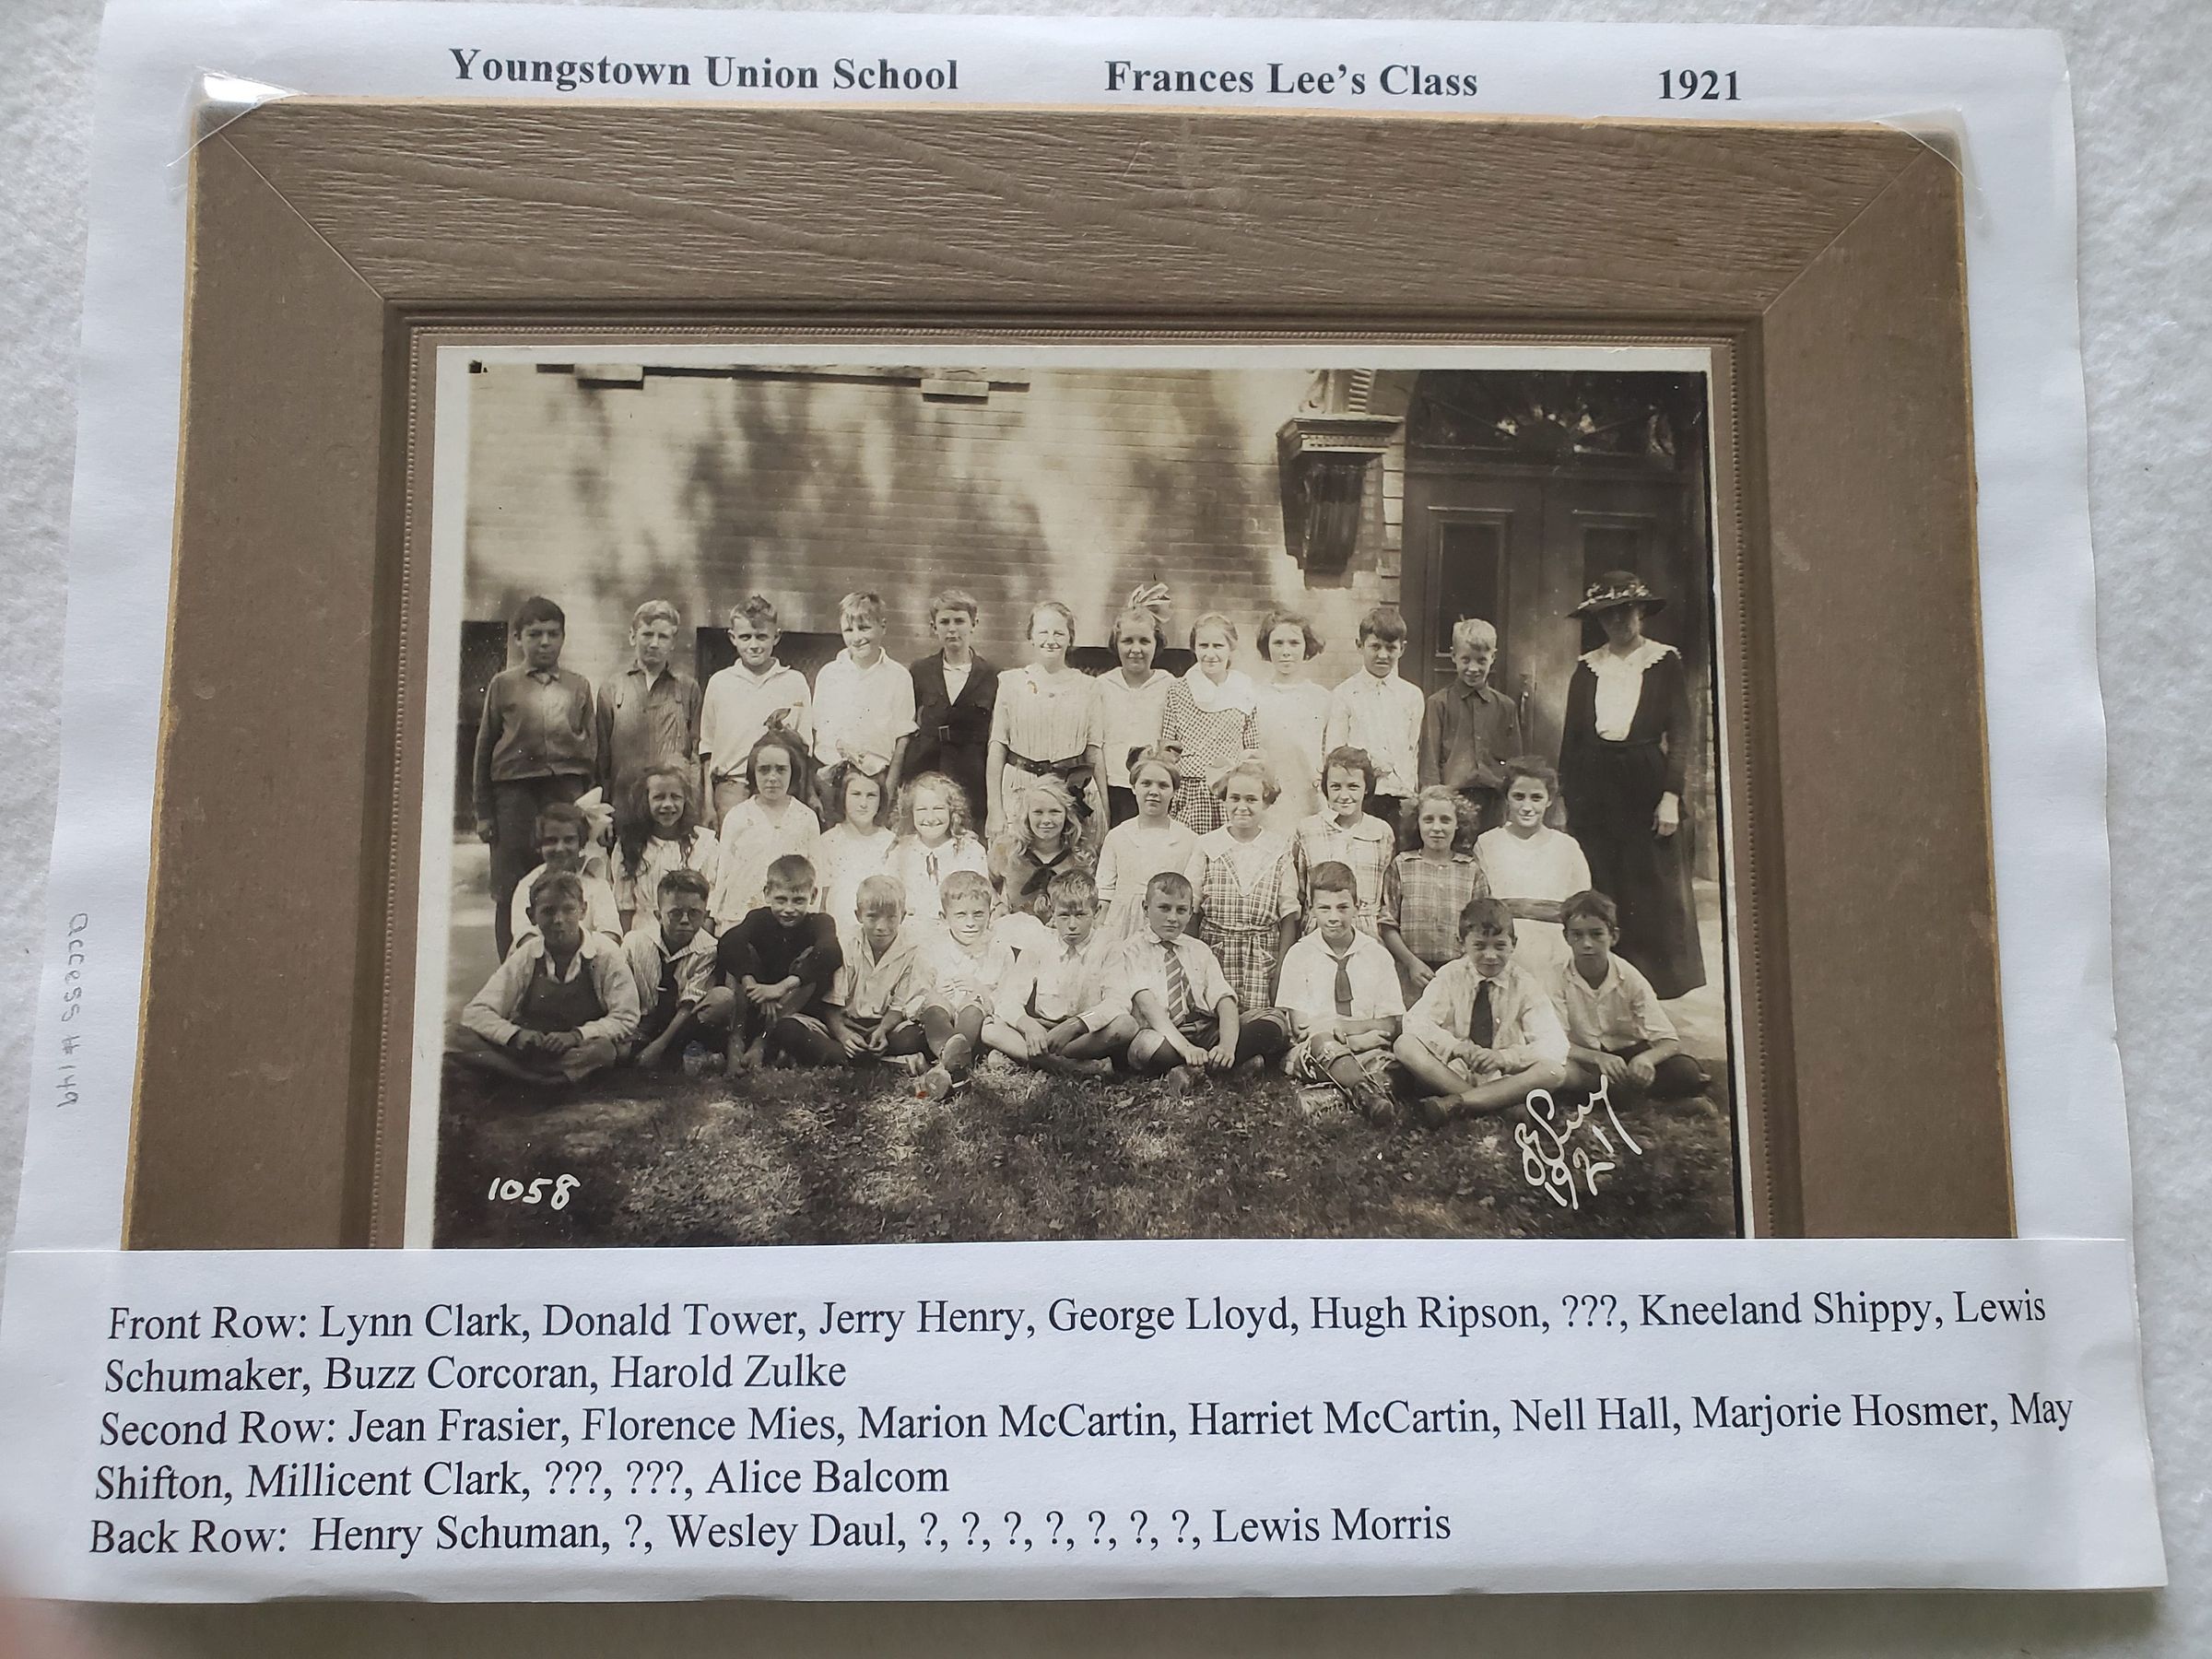 Youngstown Union School Frances Lee's Class 1921
access # 149
1058
1921
Front Row: Lynn Clark, Donald Tower, Jerry Henry, George Lloyd, Hugh Ripson, ???, Kneeland Shippy, Lewis
Schumaker, Buzz Corcoran, Harold Zulke
Second Row: Jean Frasier, Florence Mies, Marion McCartin, Harriet McCartin, Nell Hall, Marjorie Hosmer, May
Shifton, Millicent Clark, ???, ???, Alice Balcom
Back Row: Henry Schuman, ?, Wesley Daul, ?, ?, ?, ?, ?, ?, ?, Lewis Morris